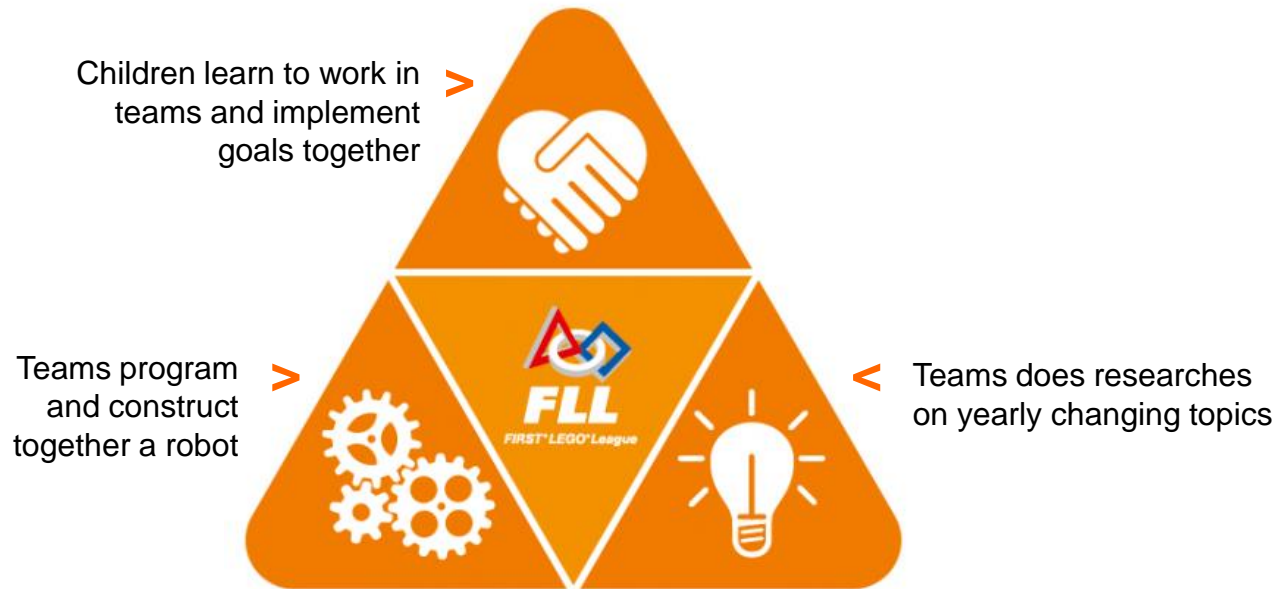 Children learn to work in
teams and implement
goals together
>
Teams program
and construct
together a robot
>
FLL
FIRST® LEGO® League
<
Teams does researches
on yearly changing topics